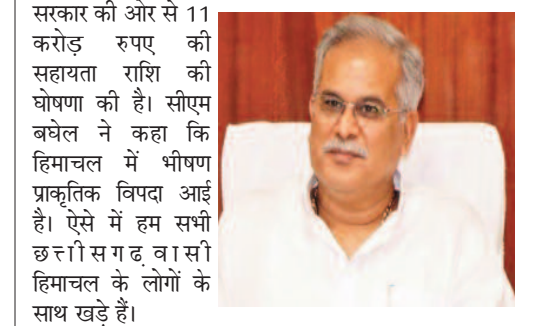 सरकार की ओर से 11
करोड़ रुपए की
सहायता राशि की
घोषणा की है। सीएम
बघेल ने कहा कि
हिमाचल में भीषण
प्राकृतिक विपदा आई
है। ऐसे में हम सभी
छत्तीसगढ़वासी
हिमाचल के लोगों के
साथ खड़े हैं।